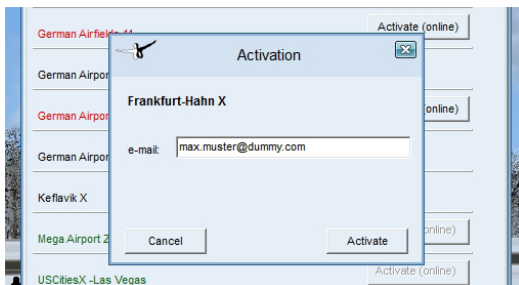 German Airfields 11
Activate (online)
Activation
German Airpor
Frankfurt-Hahn X
German Airpor
online)
e-mail:
max.muster@dummy.com
German Airpor
Keflavik X
Mega Airport Z
Cancel
Activate
online)
USCitiesX -Las Vegas
Activate (online)